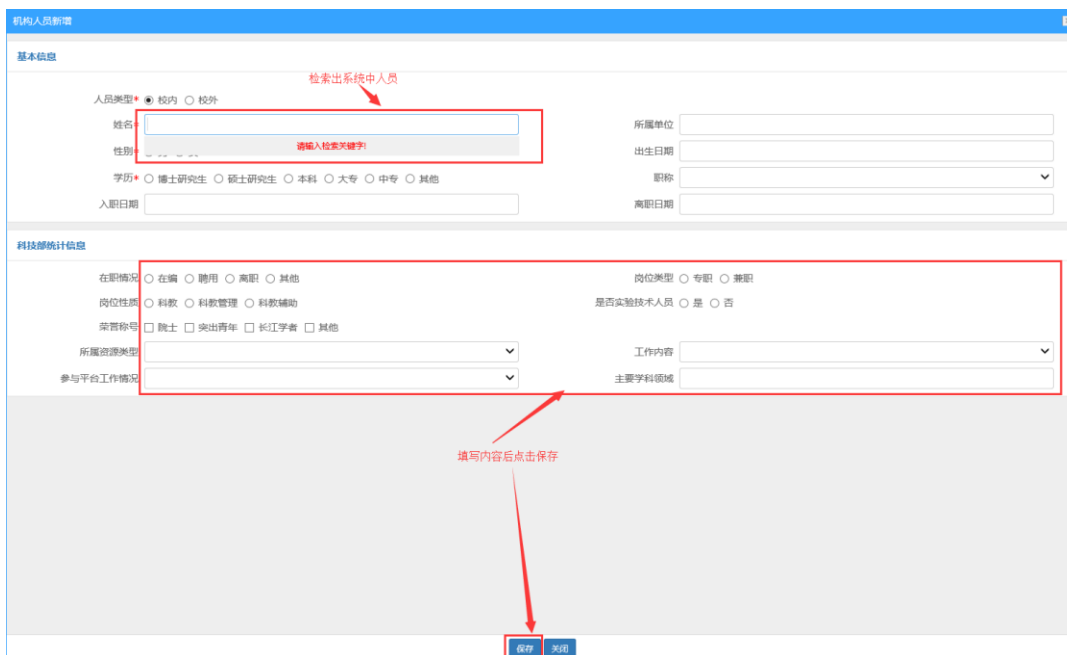 机构人员新增
基本信息
检索出系统中人员
人员类型* 校内 校外
姓名* 所属单位
请输入检索关键字!
性别* 出生日期
学历* 博士研究生 硕士研究生 本科 大专 中专 其他 职称
入职日期 离职日期
科技部统计信息
在职情况 在编 聘用 离职 其他 岗位类型 专职 兼职
岗位性质 科教 科教管理 科教辅助 是否实验技术人员 是 否
荣誉称号 院士 突出青年 长江学者 其他
所属资源类型 工作内容
参与平台工作情况 主要学科领域
填写内容后点击保存
保存 关闭